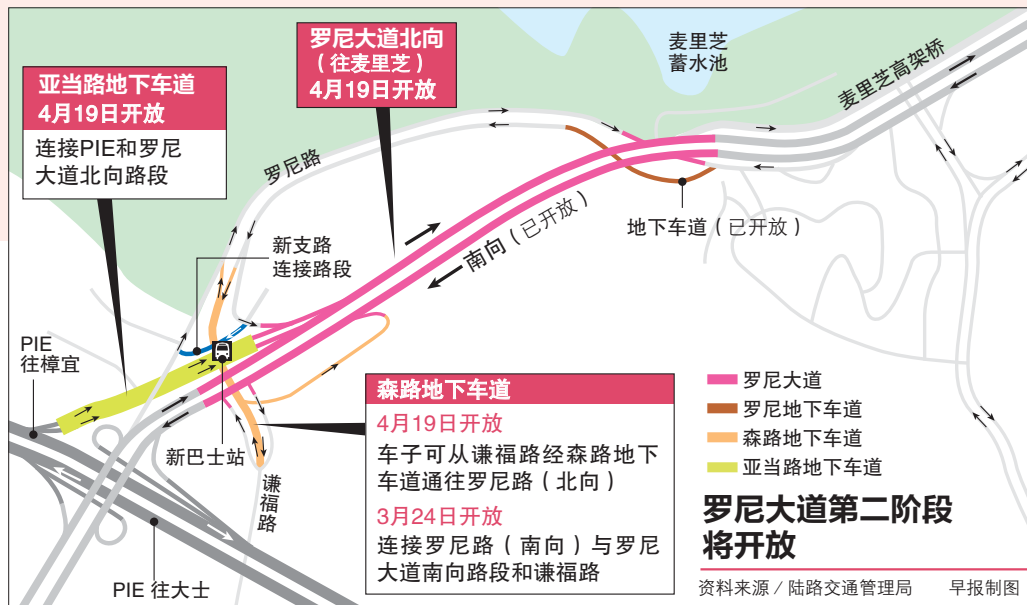 亚当路地下车道
4月19日开放
连接PIE和罗尼
大道北向路段
罗尼大道北向
（往麦里芝）
4月19日开放
麦里芝
蓄水池
麦里芝高架桥
罗尼路
南向（已开放）
地下车道（已开放）
新支路
连接路段
PIE
往樟宜
新巴士站
谦福路
PIE 往大士
森路地下车道
4月19日开放
车子可从谦福路经森路地下
车道通往罗尼路（北向）
3月24日开放
连接罗尼路（南向）与罗尼
大道南向路段和谦福路
罗尼大道
罗尼地下车道
森路地下车道
亚当路地下车道
罗尼大道第二阶段
将开放
资料来源／陆路交通管理局 早报制图